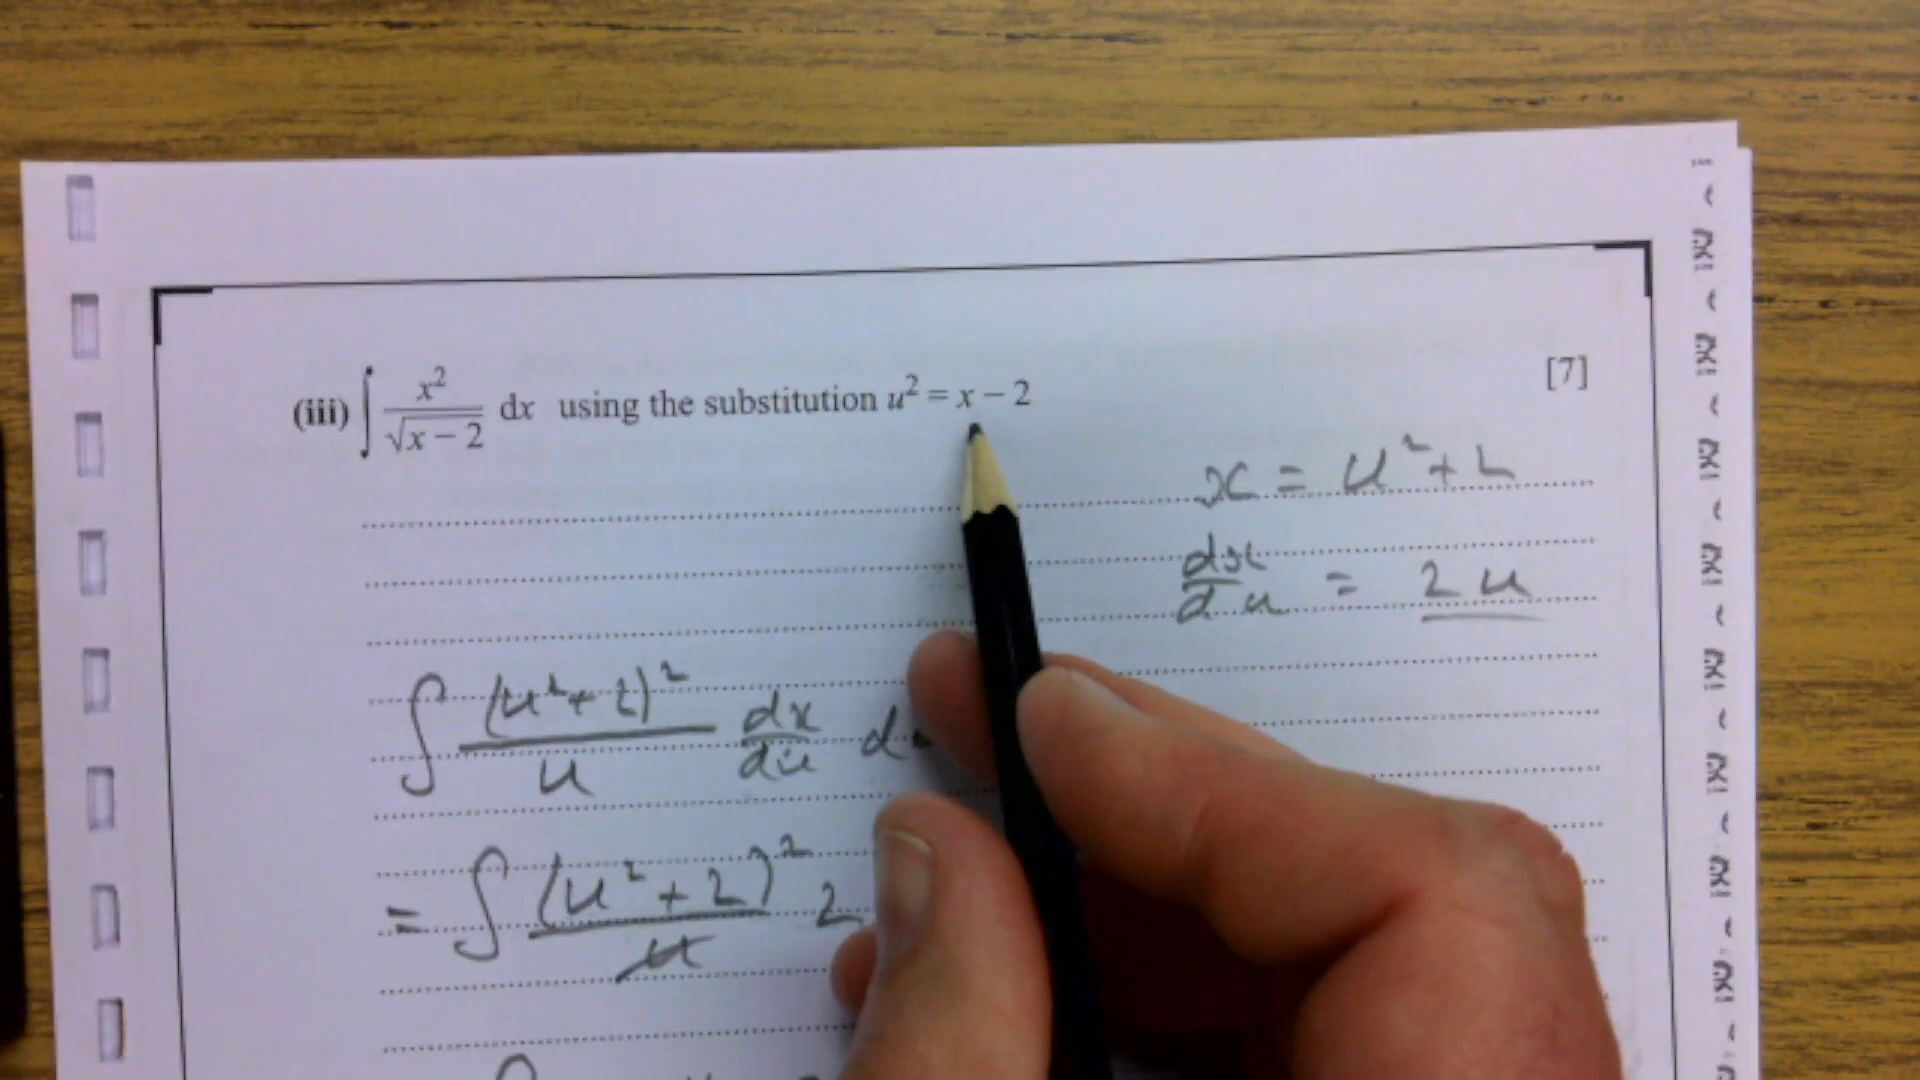 (iii) ∫ x²/√(x − 2) dx using the substitution u² = x − 2 [7]
x = u² + 2
dx/du = 2u
∫ (u² + 2)²/u dx/du
= ∫ (u² + 2)²/u 2